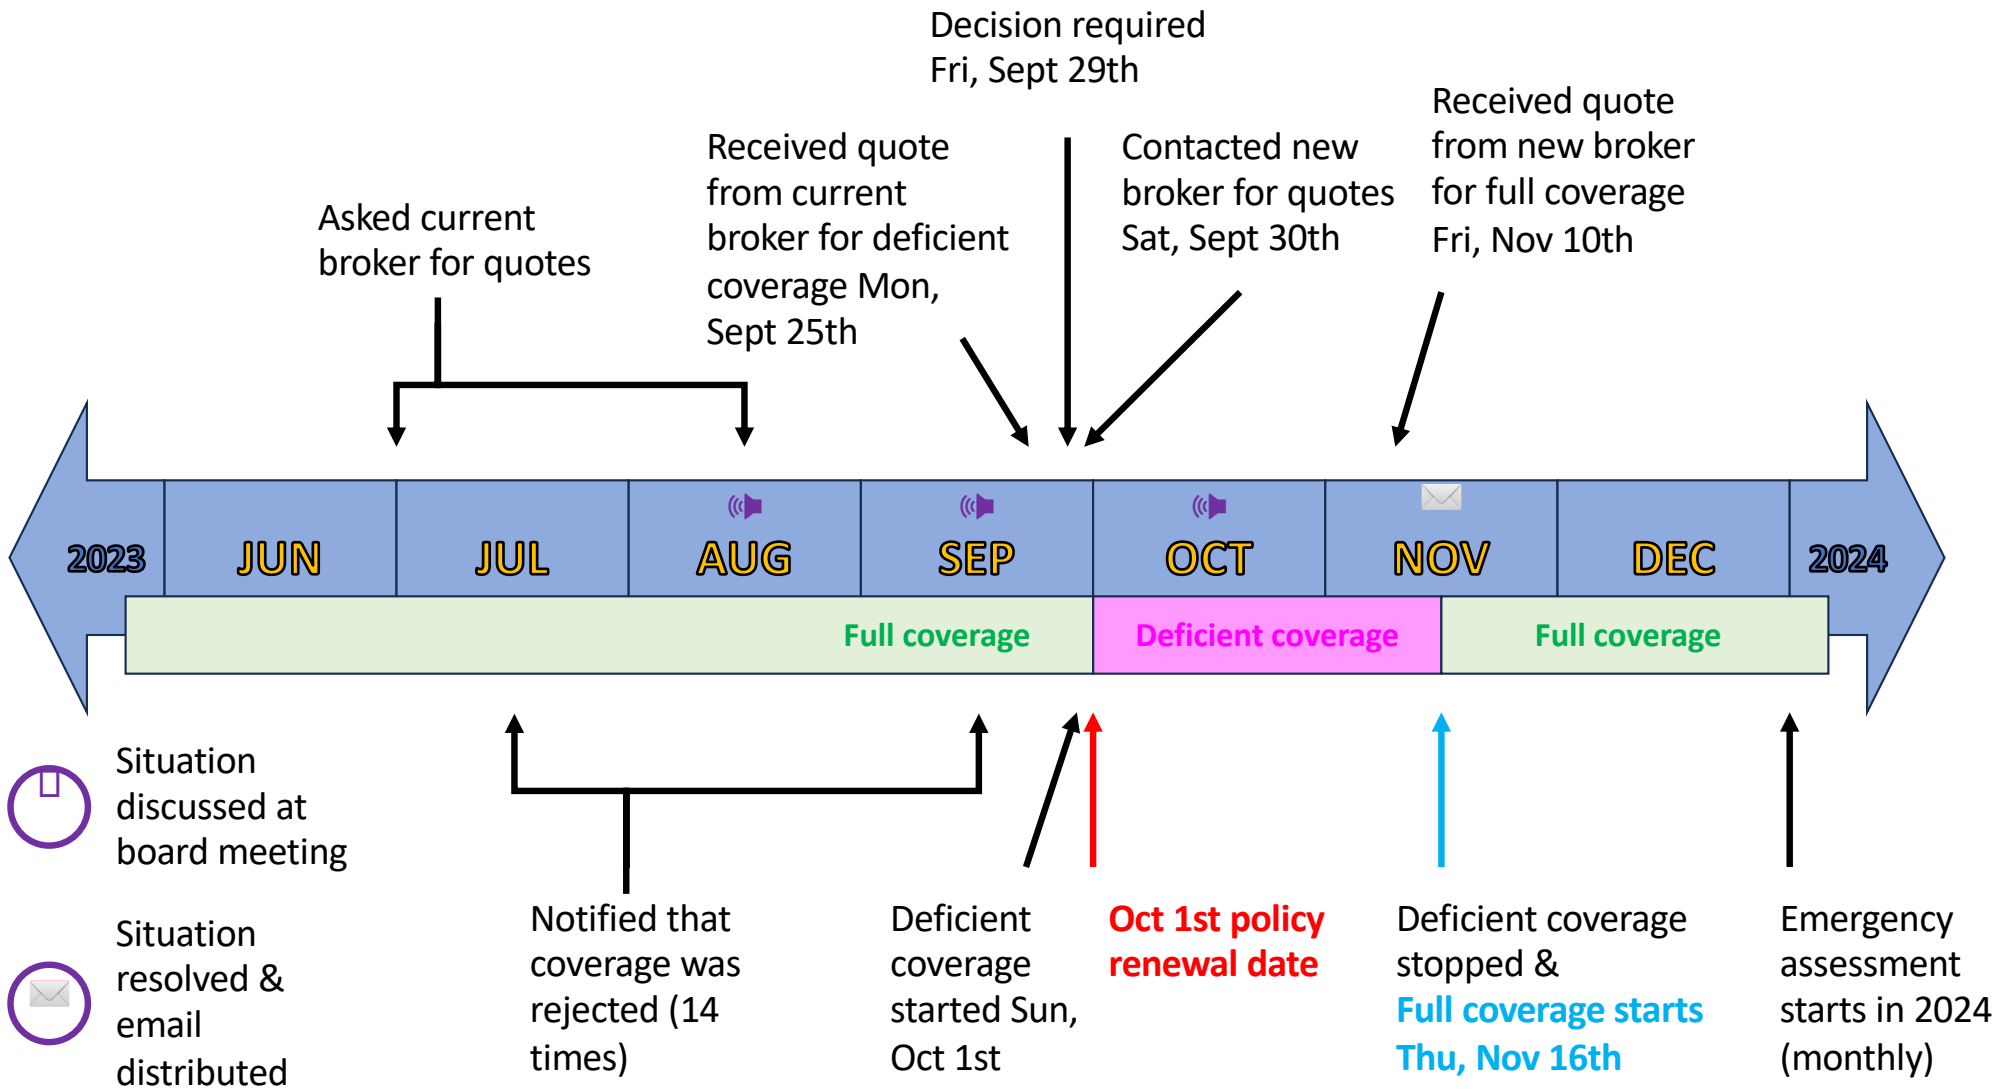 Decision required
Fri, Sept 29th
Asked current
broker for quotes
Received quote
from current
broker for deficient
coverage Mon,
Sept 25th
Contacted new
broker for quotes
Sat, Sept 30th
Received quote
from new broker
for full coverage
Fri, Nov 10th
2023
JUN
JUL
AUG
SEP
OCT
NOV
DEC
2024
Full coverage
Deficient coverage
Full coverage
Situation
discussed at
board meeting
Situation
resolved &
email
distributed
Notified that
coverage was
rejected (14
times)
Deficient
coverage
started Sun,
Oct 1st
Oct 1st policy
renewal date
Deficient coverage
stopped &
Full coverage starts
Thu, Nov 16th
Emergency
assessment
starts in 2024
(monthly)